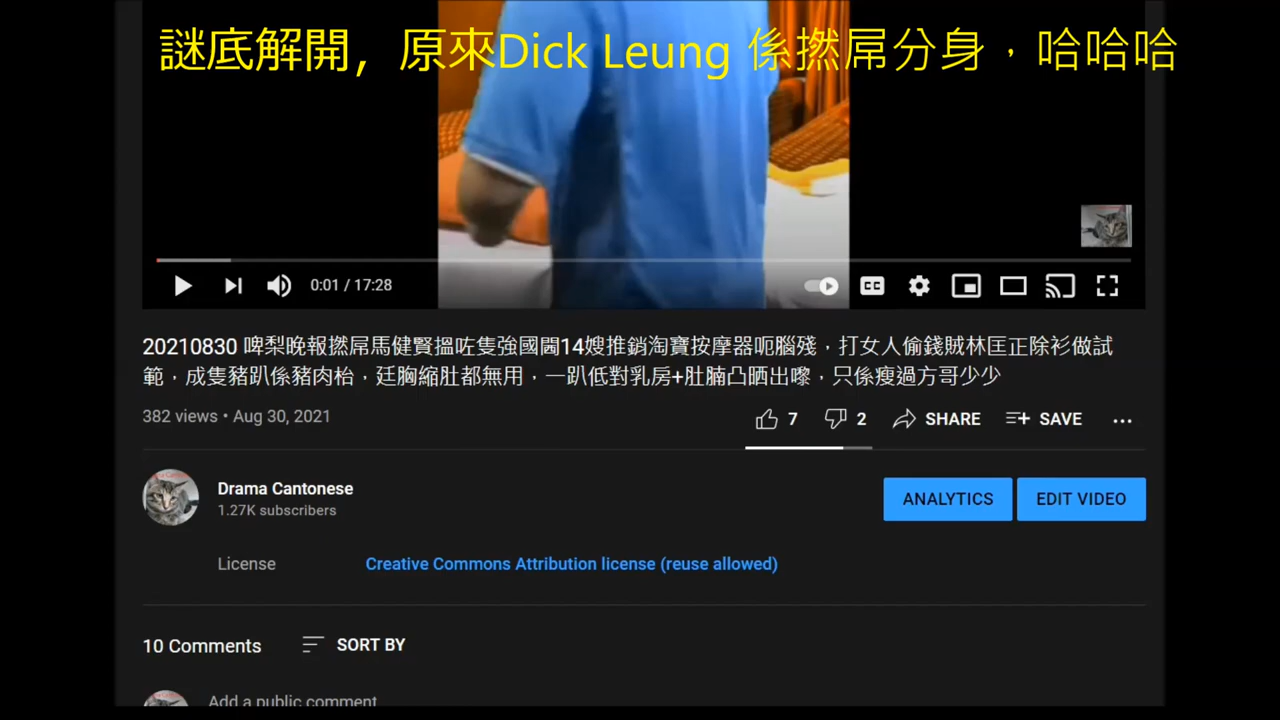 謎底解開，原來Dick Leung 係撚屌分身，哈哈哈
0:01 / 17:28
CC
20210830 啤梨晚報撚屌馬健賢搵咗隻強國閪14嫂推銷淘寶按摩器呃腦殘，打女人偷錢賊林匡正除衫做試
範，成隻豬趴係豬肉枱，廷胸縮肚都無用，一趴低對乳房+肚腩凸晒出嚟，只係瘦過方哥少少
382 views • Aug 30, 2021
7 2 SHARE SAVE
Drama Cantonese
1.27K subscribers
ANALYTICS EDIT VIDEO
License Creative Commons Attribution license (reuse allowed)
10 Comments SORT BY
Add a public comment